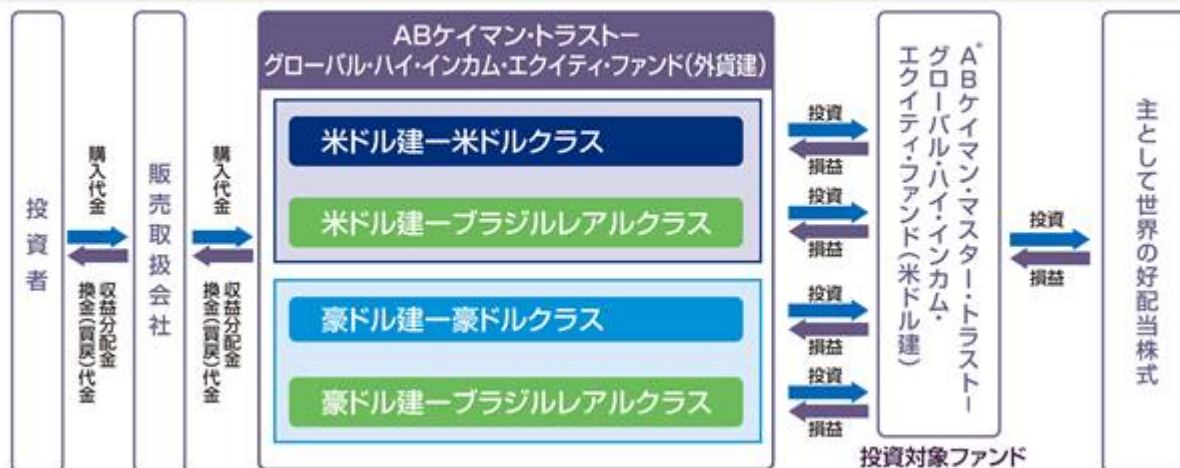 投資者
購入代金
収益分配金
換金(買戻)代金
販売取扱会社
購入代金
収益分配金
換金(買戻)代金
ABケイマン・トラストー
グローバル・ハイ・インカム・エクイティ・ファンド(外貨建)
米ドル建ー米ドルクラス
米ドル建ーブラジルレアルクラス
豪ドル建ー豪ドルクラス
豪ドル建ーブラジルレアルクラス
投資
損益
投資
損益
投資
損益
投資
損益
A*Bケイマン・マスター・トラストー
グローバル・ハイ・インカム・
エクイティ・ファンド(米ドル建)
投資対象ファンド
投資
損益
主として世界の好配当株式